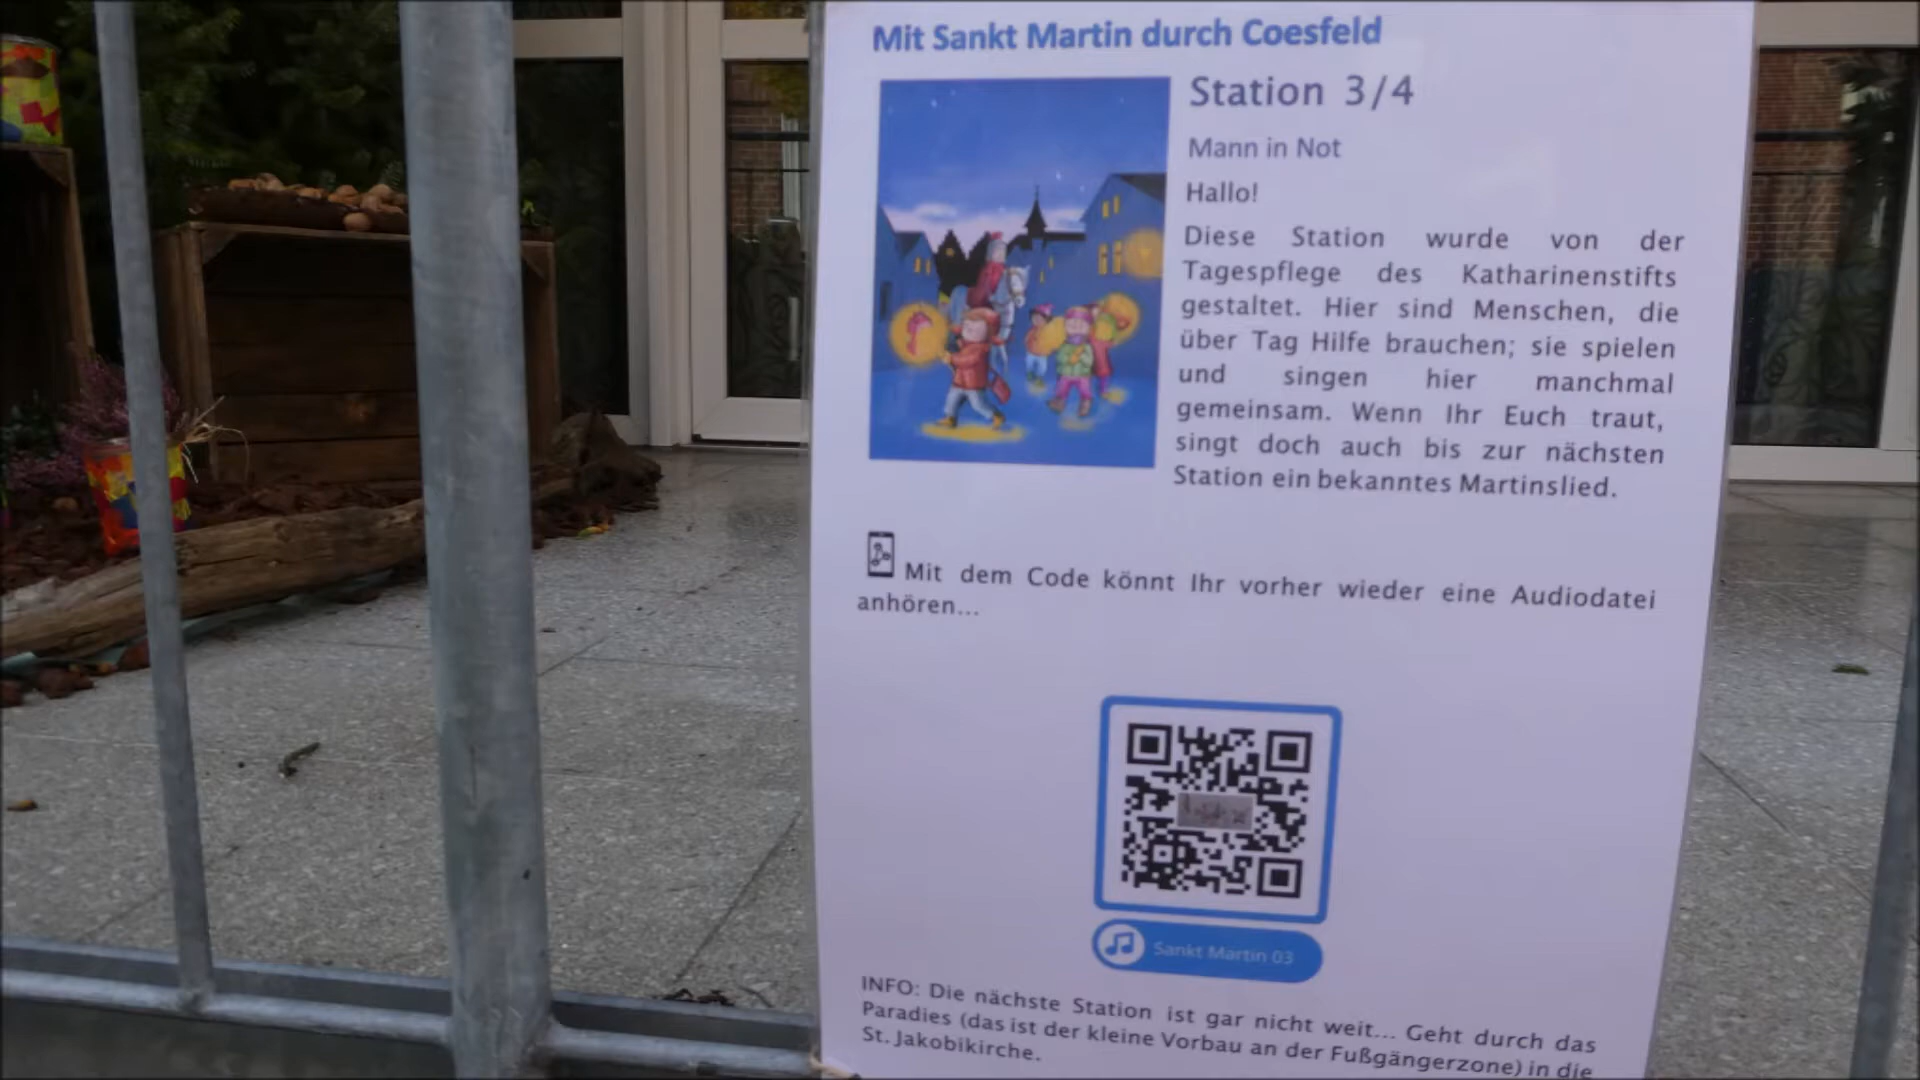 Mit Sankt Martin durch Coesfeld
Station 3/4
Mann in Not
Hallo!
Diese Station wurde von der
Tagespflege des Katharinenstifts
gestaltet. Hier sind Menschen, die
über Tag Hilfe brauchen; sie spielen
und singen hier manchmal
gemeinsam. Wenn Ihr Euch traut,
singt doch auch bis zur nächsten
Station ein bekanntes Martinslied.
Mit dem Code könnt Ihr vorher wieder eine Audiodatei
anhören...
Sankt Martin 03
INFO: Die nächste Station ist gar nicht weit... Geht durch das
Paradies (das ist der kleine Vorbau an der Fußgängerzone) in die
St. Jakobikirche.